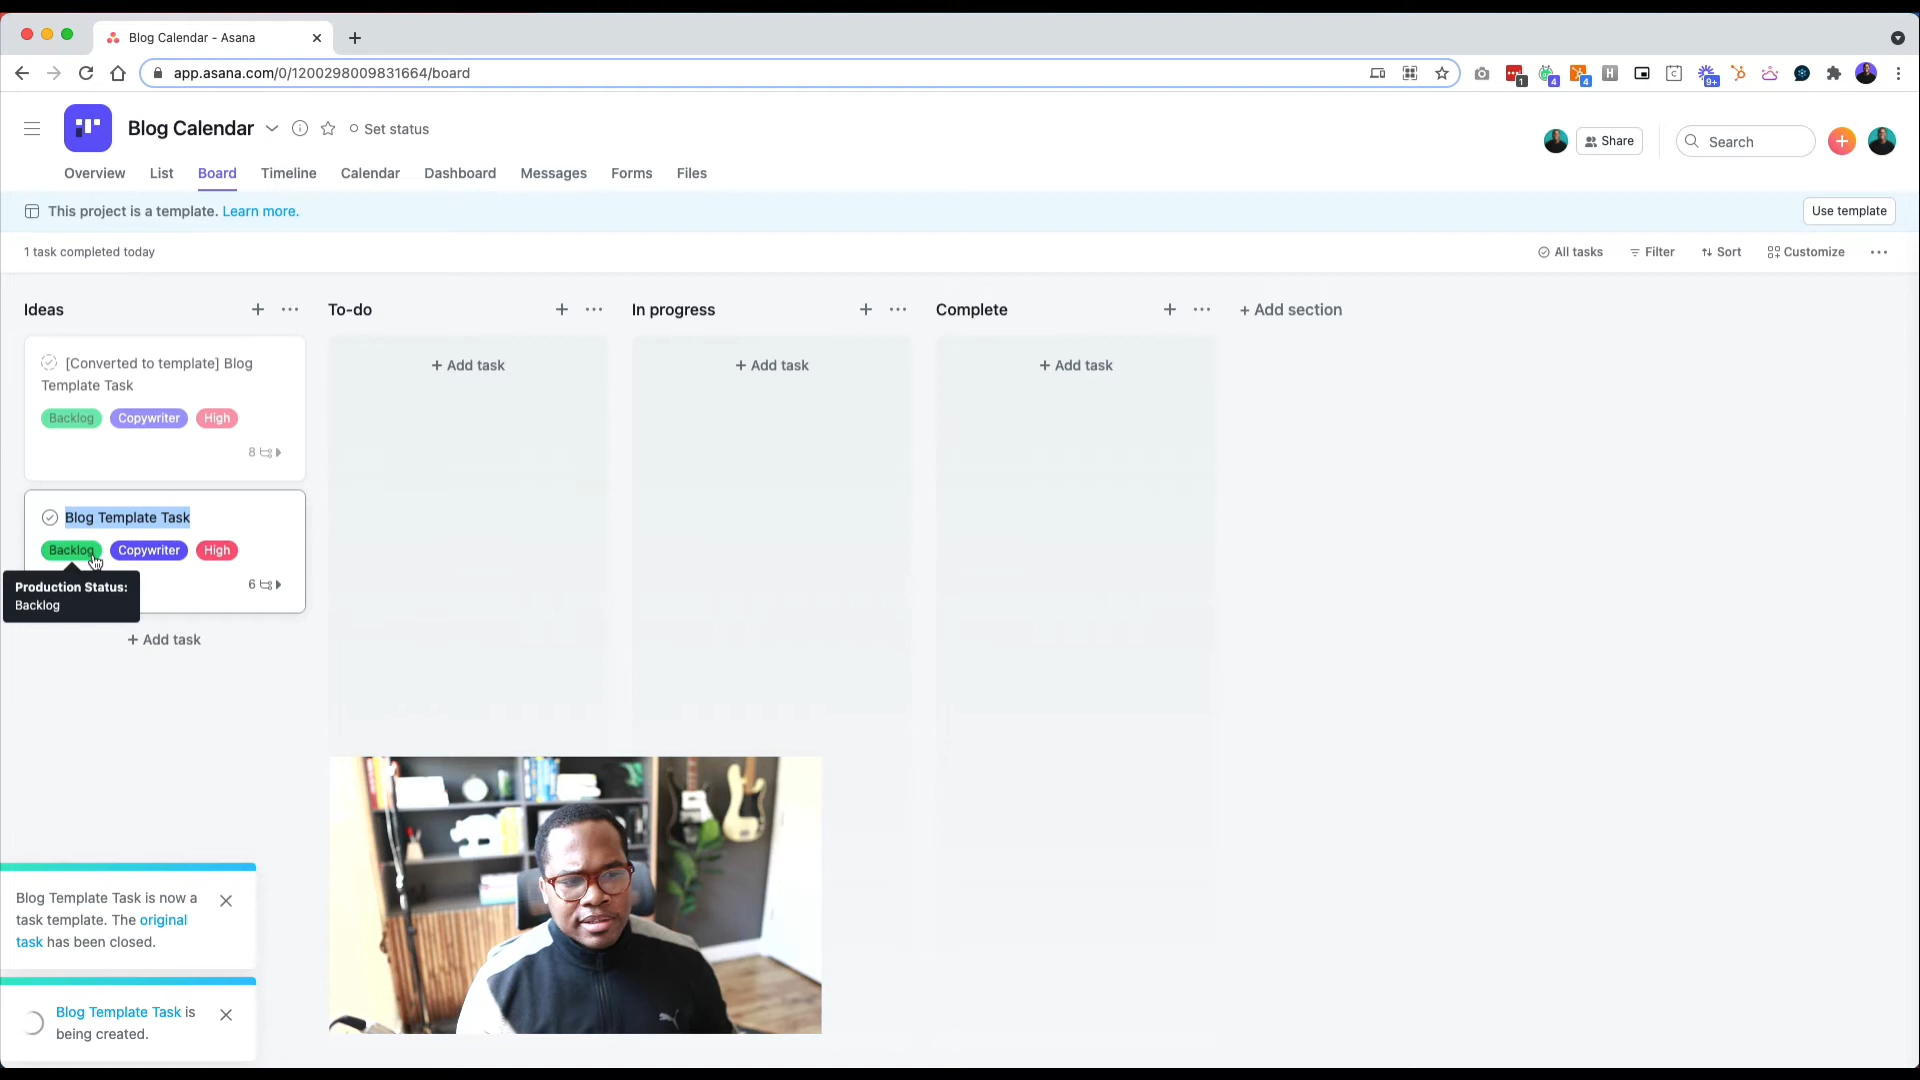 Blog Calendar - Asana
app.asana.com/0/1200298009831664/board
1
4
4
H
C
9+
Blog Calendar
Set status
Share
Search
Overview List Board Timeline Calendar Dashboard Messages Forms Files
This project is a template. Learn more.
Use template
1 task completed today
All tasks Filter Sort Customize
Ideas
[Converted to template] Blog
Template Task
Backlog Copywriter High
8
Blog Template Task
Backlog Copywriter High
6
Production Status:
Backlog
+ Add task
To-do
+ Add task
In progress
+ Add task
Complete
+ Add task
+ Add section
Blog Template Task is now a
task template. The original
task has been closed.
Blog Template Task is
being created.